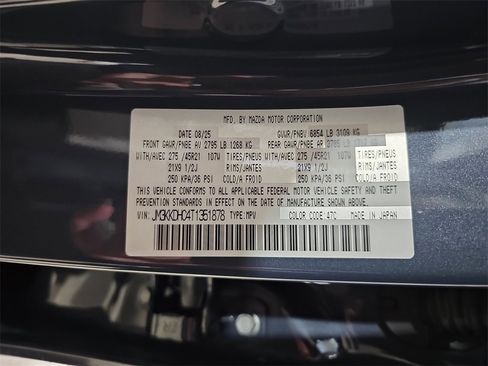 MFD. BY MAZDA MOTOR CORPORATION
DATE 08/25 GVWR/PNBV 6854 LB 3109 KG
FRONT GAWR/PNBE AV 2795 LB 1268 KG REAR GAWR/PNBE AR LB KG
WITH/AVEC 275 /45R21 107W TIRES/PNEUS WITH/AVEC 275 /45R21 107W TIRES/PNEUS
21X9 1/2J RIMS/JANTES 21X9 1/2J RIMS/JANTES
250 KPA/36 PSI COLD/A FROID 250 KPA/36 PSI COLD/A FROID
THIS VEHICLE CONFORMS TO ALL APPLICABLE FEDERAL MOTOR VEHICLE SAFETY AND THEFT
PREVENTION STANDARDS IN EFFECT ON THE DATE OF MANUFACTURE SHOWN ABOVE.
VIN: JM3KKDHC4T1351878 TYPE:MPV COLOR CODE 47C MADE IN JAPAN